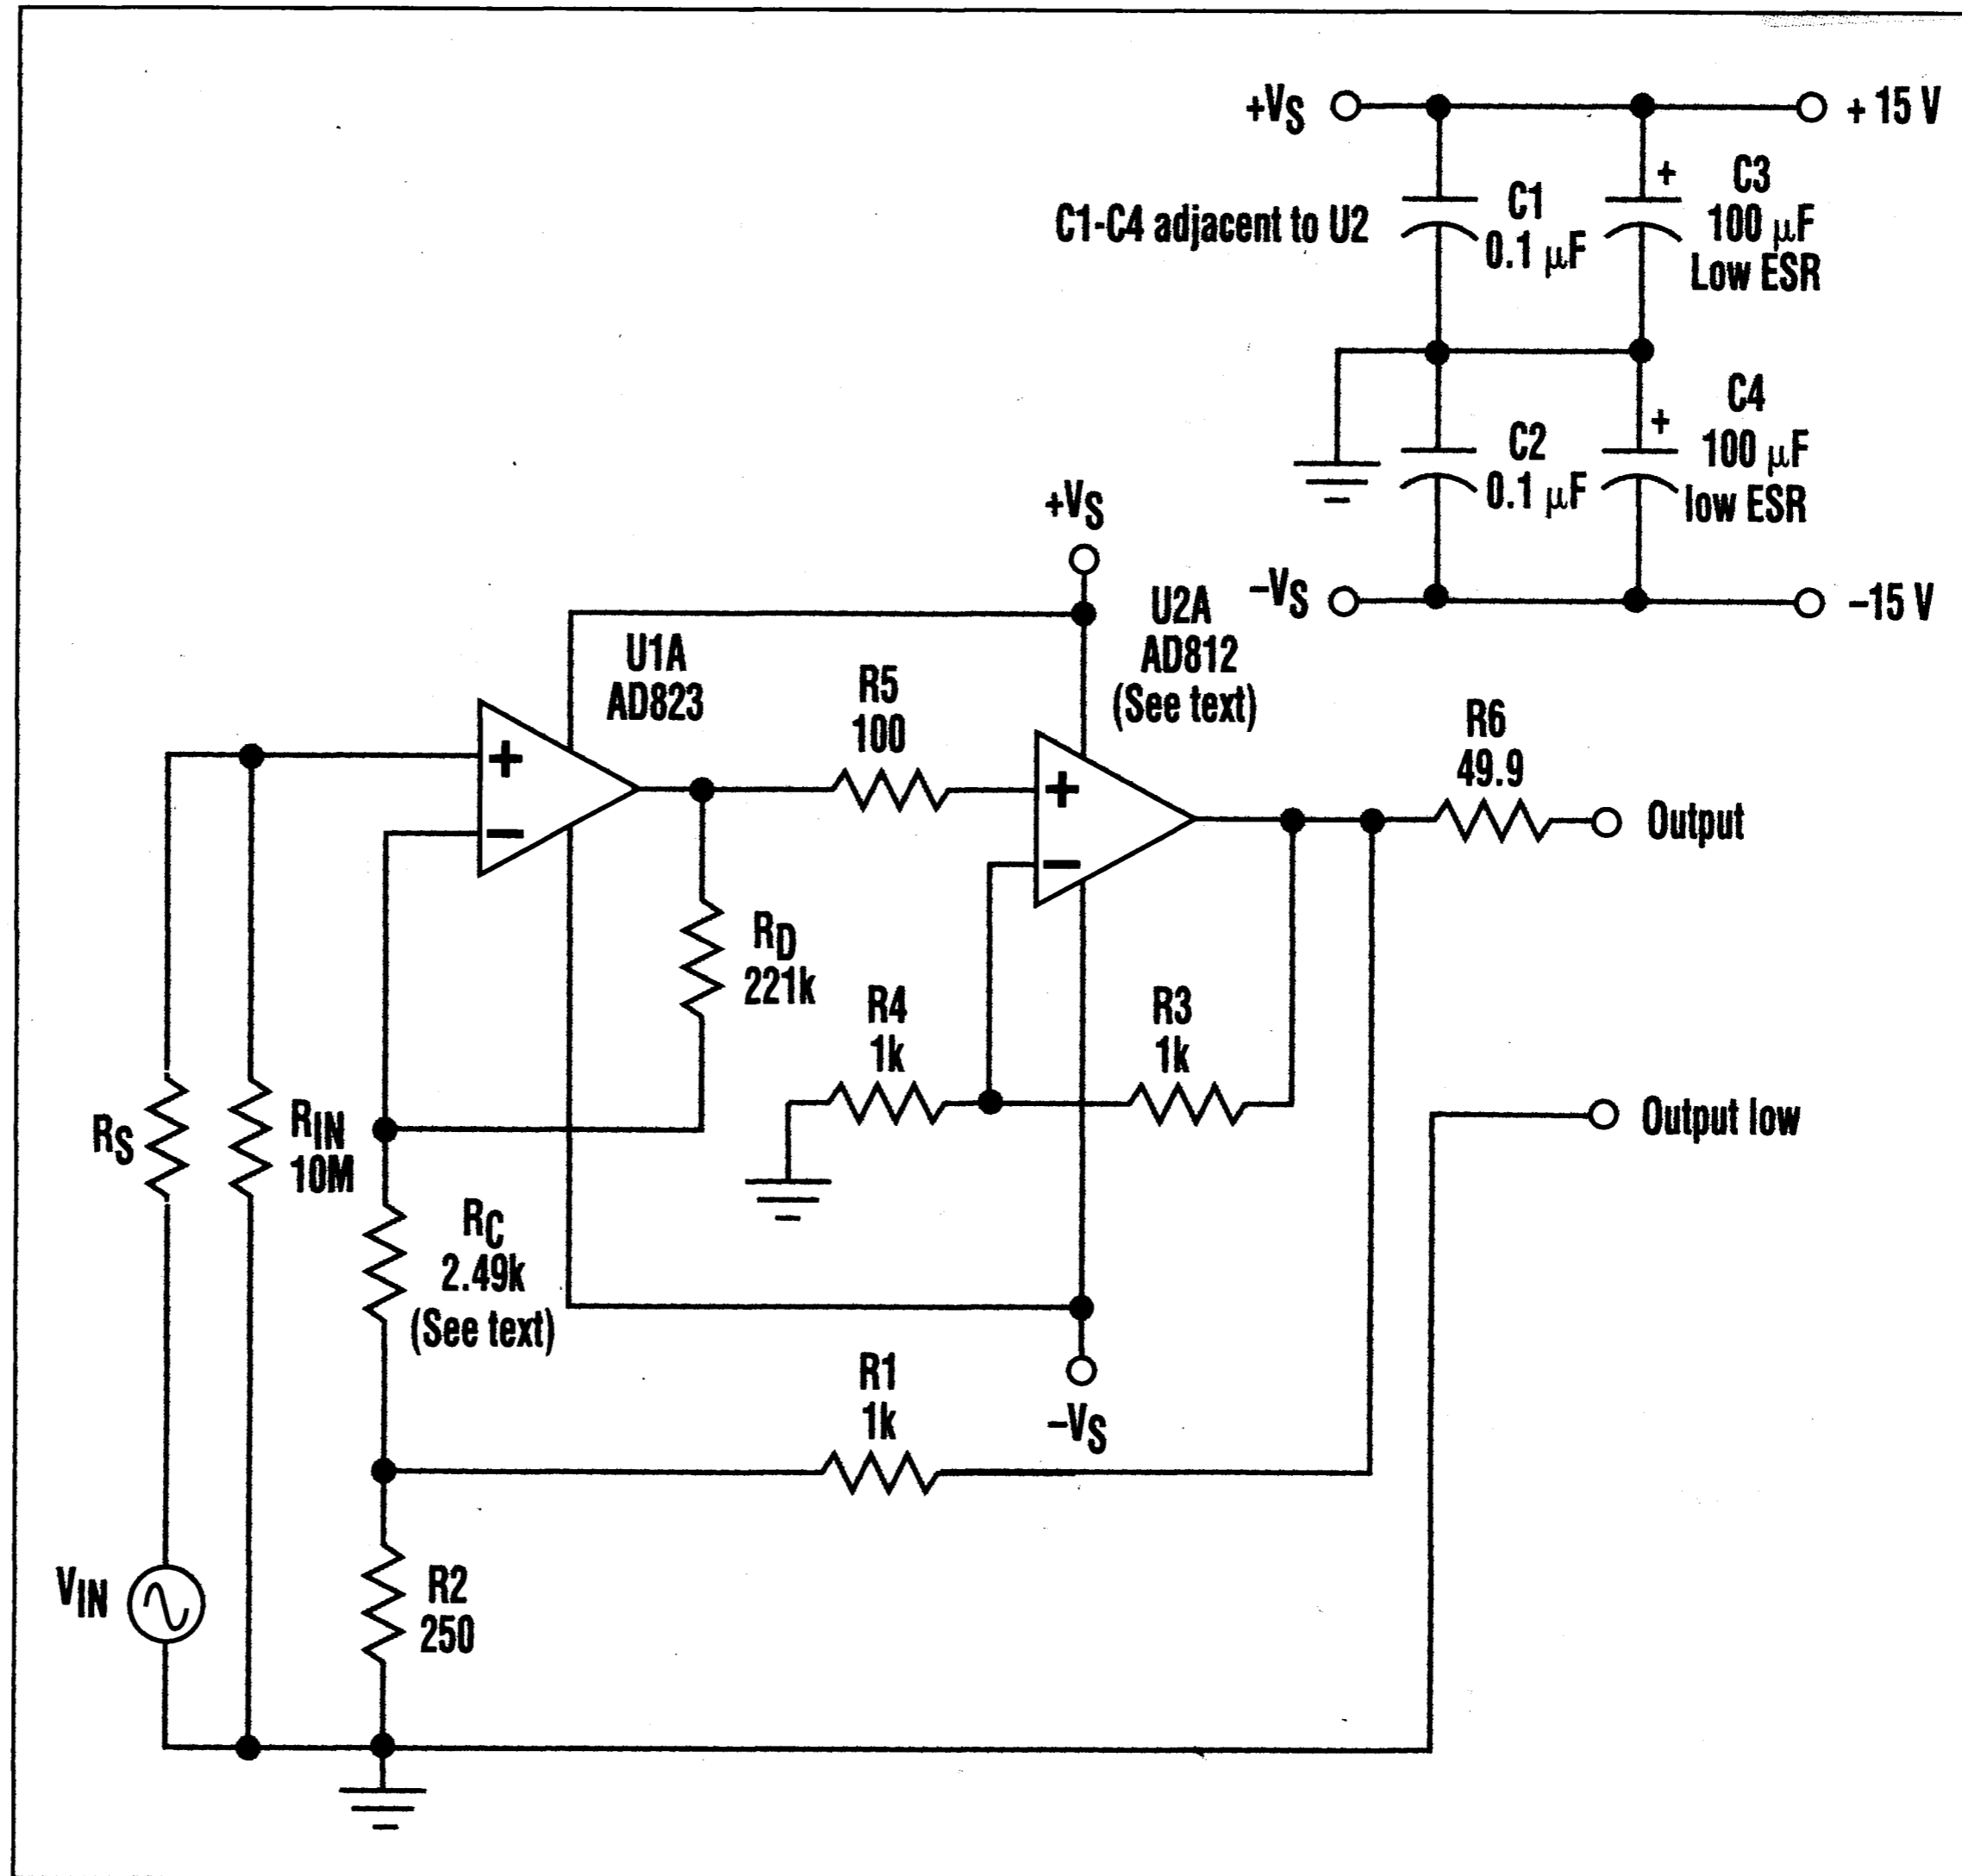 +VS
+ 15 V
C1-C4 adjacent to U2
C1
0.1 μF
+
C3
100 μF
Low ESR
C2
0.1 μF
+
C4
100 μF
low ESR
–VS
–15 V
+VS
U1A
AD823
R5
100
U2A
AD812
(See text)
R6
49.9
+
–
+
–
Output
RD
221k
R4
1k
R3
1k
RS
RIN
10M
Output low
RC
2.49k
(See text)
–VS
R1
1k
VIN
R2
250